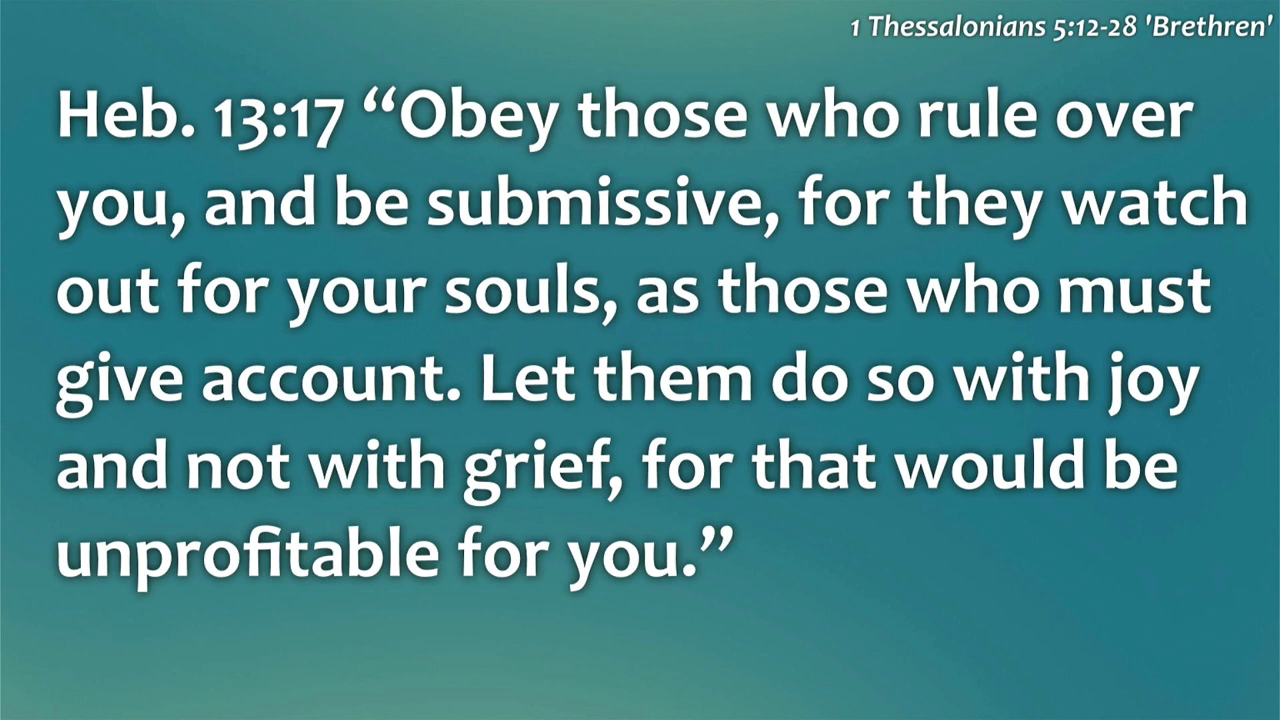 1 Thessalonians 5:12-28 'Brethren'
Heb. 13:17 “Obey those who rule over
you, and be submissive, for they watch
out for your souls, as those who must
give account. Let them do so with joy
and not with grief, for that would be
unprofitable for you.”